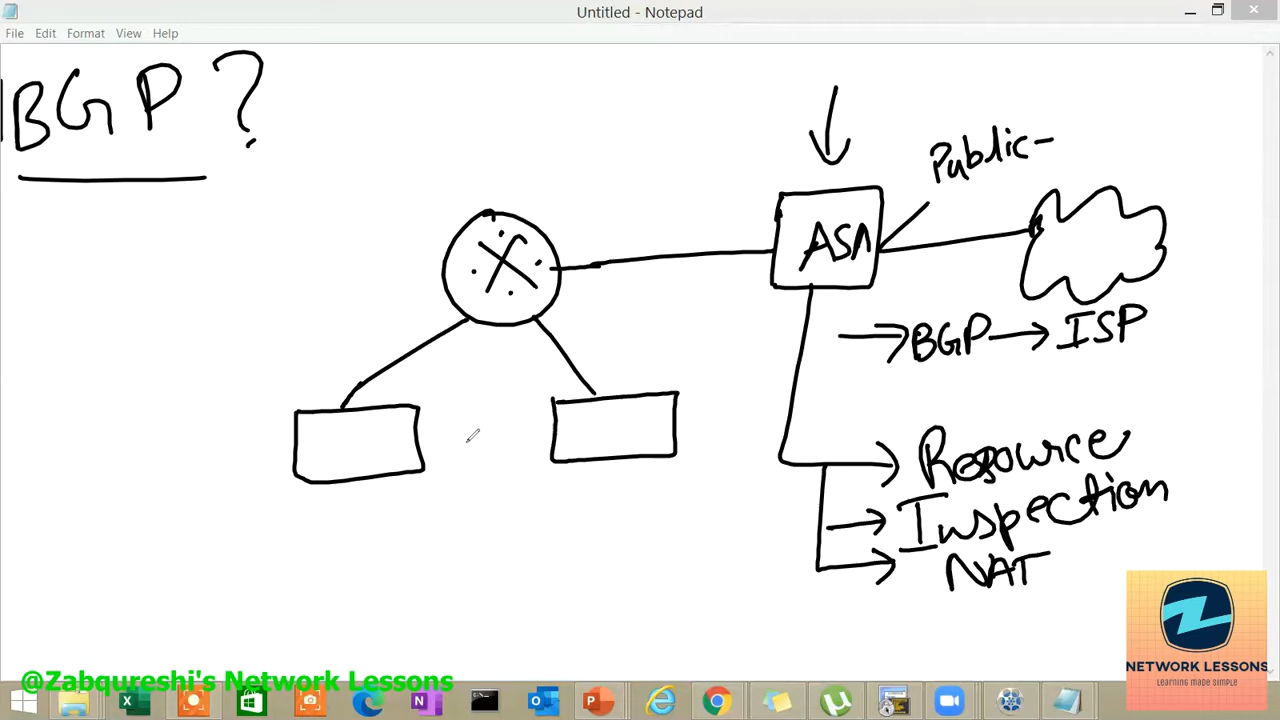 Untitled - Notepad
File Edit Format View Help
BGP?
Public-
ASA
BGP
ISP
Resource
Inspection
NAT
NETWORK LESSONS
LEARNING MADE SIMPLE
@Zabqureshi's Network Lessons